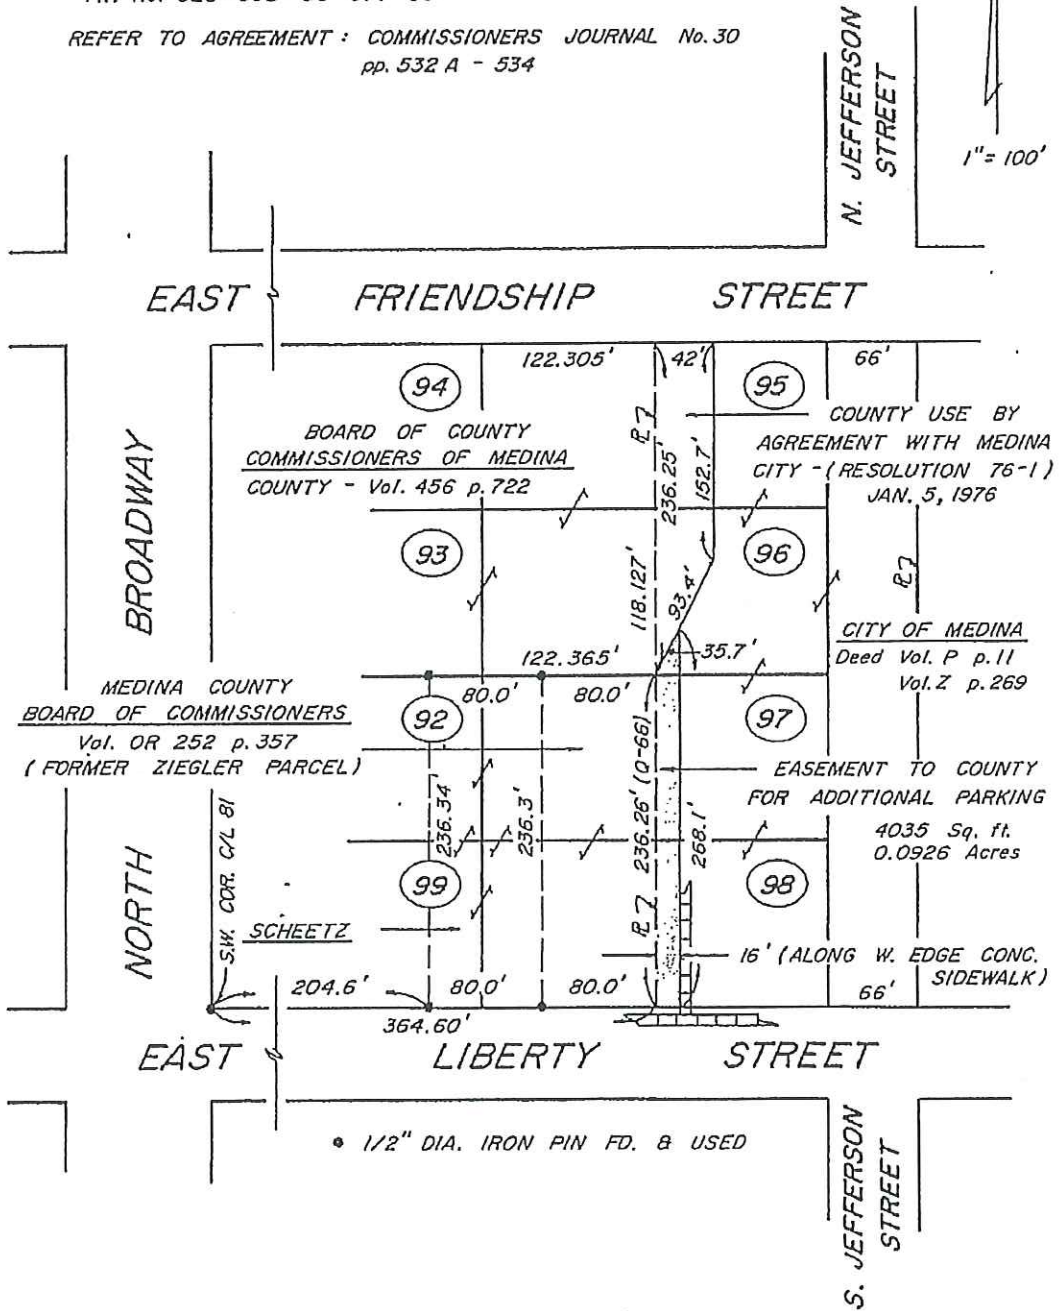 REFER TO AGREEMENT : COMMISSIONERS JOURNAL No. 30
pp. 532 A - 534
N. JEFFERSON
STREET
1" = 100'
EAST FRIENDSHIP STREET
122.305' 42' 66'
94
95
BOARD OF COUNTY
COMMISSIONERS OF MEDINA
COUNTY - Vol. 456 p. 722
COUNTY USE BY
AGREEMENT WITH MEDINA
CITY - (RESOLUTION 76-1)
JAN. 5, 1976
236.25'
152.7'
NORTH BROADWAY
93
96
118.127'
93.4'
CITY OF MEDINA
Deed Vol. P p. 11
Vol. Z p. 269
122.365'
35.7'
80.0' 80.0'
MEDINA COUNTY
BOARD OF COMMISSIONERS
Vol. OR 252 p. 357
( FORMER ZIEGLER PARCEL )
92
97
EASEMENT TO COUNTY
FOR ADDITIONAL PARKING
4035 Sq. ft.
0.0926 Acres
236.34'
236.3'
236.26' (Q-66)
268.1'
S.W. COR. C/L 81
99
98
SCHEETZ
16' (ALONG W. EDGE CONC.
SIDEWALK)
204.6' 80.0' 80.0' 66'
364.60'
EAST LIBERTY STREET
1/2" DIA. IRON PIN FD. & USED
S. JEFFERSON
STREET